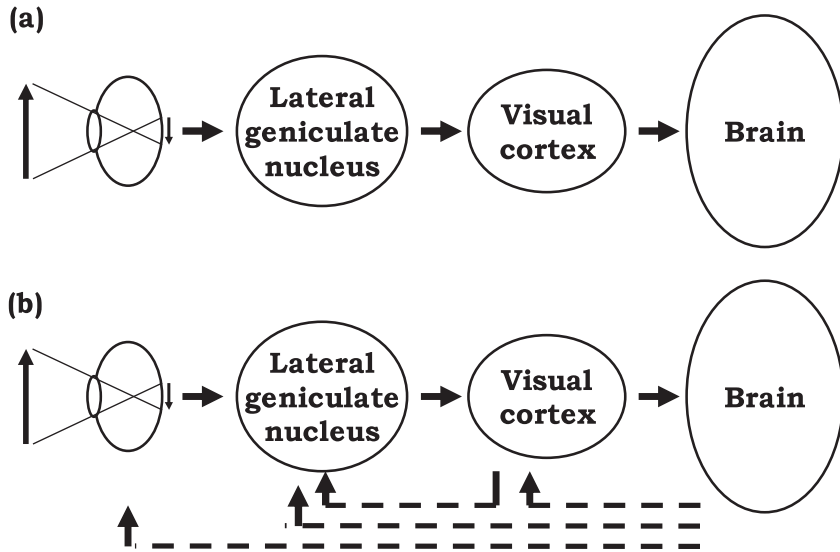 (a)
Lateral
geniculate
nucleus
Visual
cortex
Brain
(b)
Lateral
geniculate
nucleus
Visual
cortex
Brain